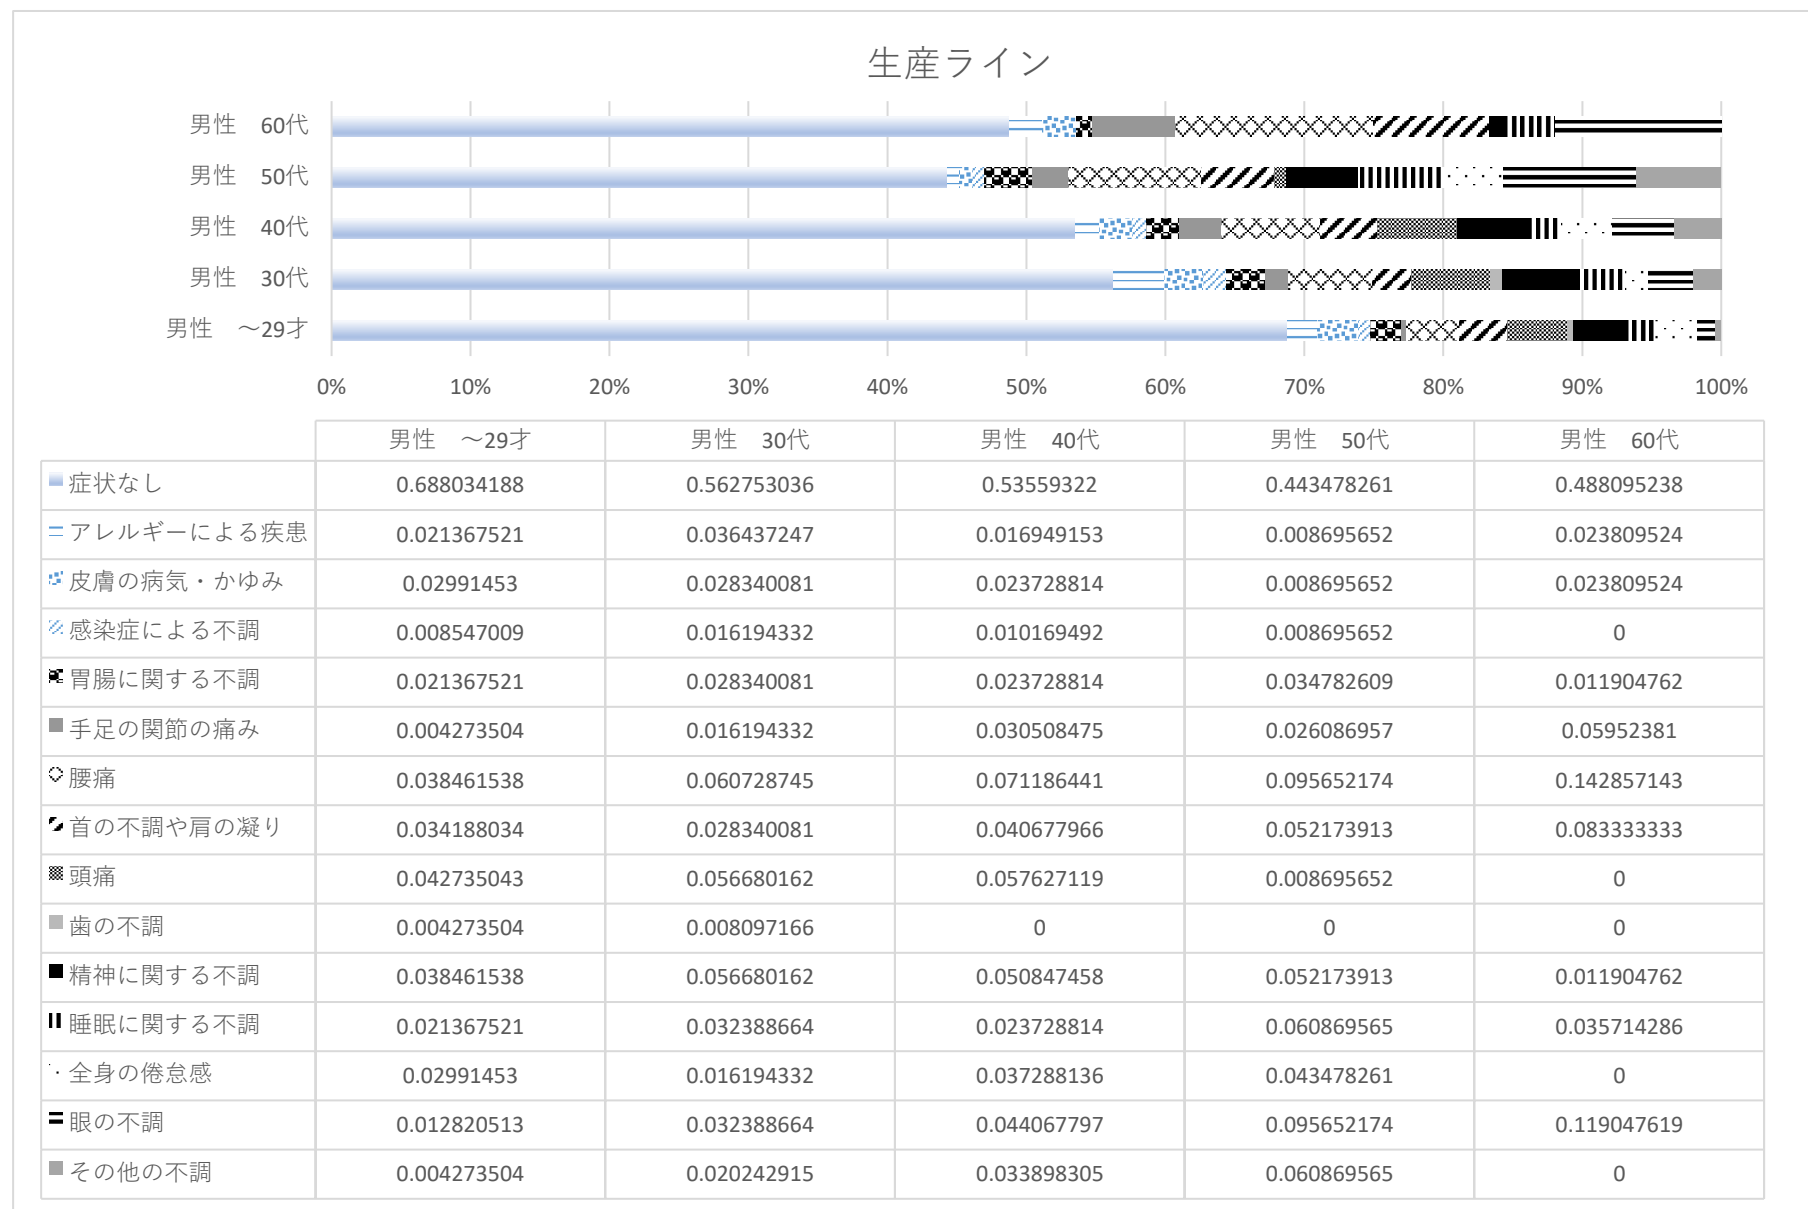 生産ライン
男性　60代
男性　50代
男性　40代
男性　30代
男性　～29才
0% 10% 20% 30% 40% 50% 60% 70% 80% 90% 100%
男性　～29才 男性　30代 男性　40代 男性　50代 男性　60代
症状なし 0.688034188 0.562753036 0.53559322 0.443478261 0.488095238
アレルギーによる疾患 0.021367521 0.036437247 0.016949153 0.008695652 0.023809524
皮膚の病気・かゆみ 0.02991453 0.028340081 0.023728814 0.008695652 0.023809524
感染症による不調 0.008547009 0.016194332 0.010169492 0.008695652 0
胃腸に関する不調 0.021367521 0.028340081 0.023728814 0.034782609 0.011904762
手足の関節の痛み 0.004273504 0.016194332 0.030508475 0.026086957 0.05952381
腰痛 0.038461538 0.060728745 0.071186441 0.095652174 0.142857143
首の不調や肩の凝り 0.034188034 0.028340081 0.040677966 0.052173913 0.083333333
頭痛 0.042735043 0.056680162 0.057627119 0.008695652 0
歯の不調 0.004273504 0.008097166 0 0 0
精神に関する不調 0.038461538 0.056680162 0.050847458 0.052173913 0.011904762
睡眠に関する不調 0.021367521 0.032388664 0.023728814 0.060869565 0.035714286
全身の倦怠感 0.02991453 0.016194332 0.037288136 0.043478261 0
眼の不調 0.012820513 0.032388664 0.044067797 0.095652174 0.119047619
その他の不調 0.004273504 0.020242915 0.033898305 0.060869565 0